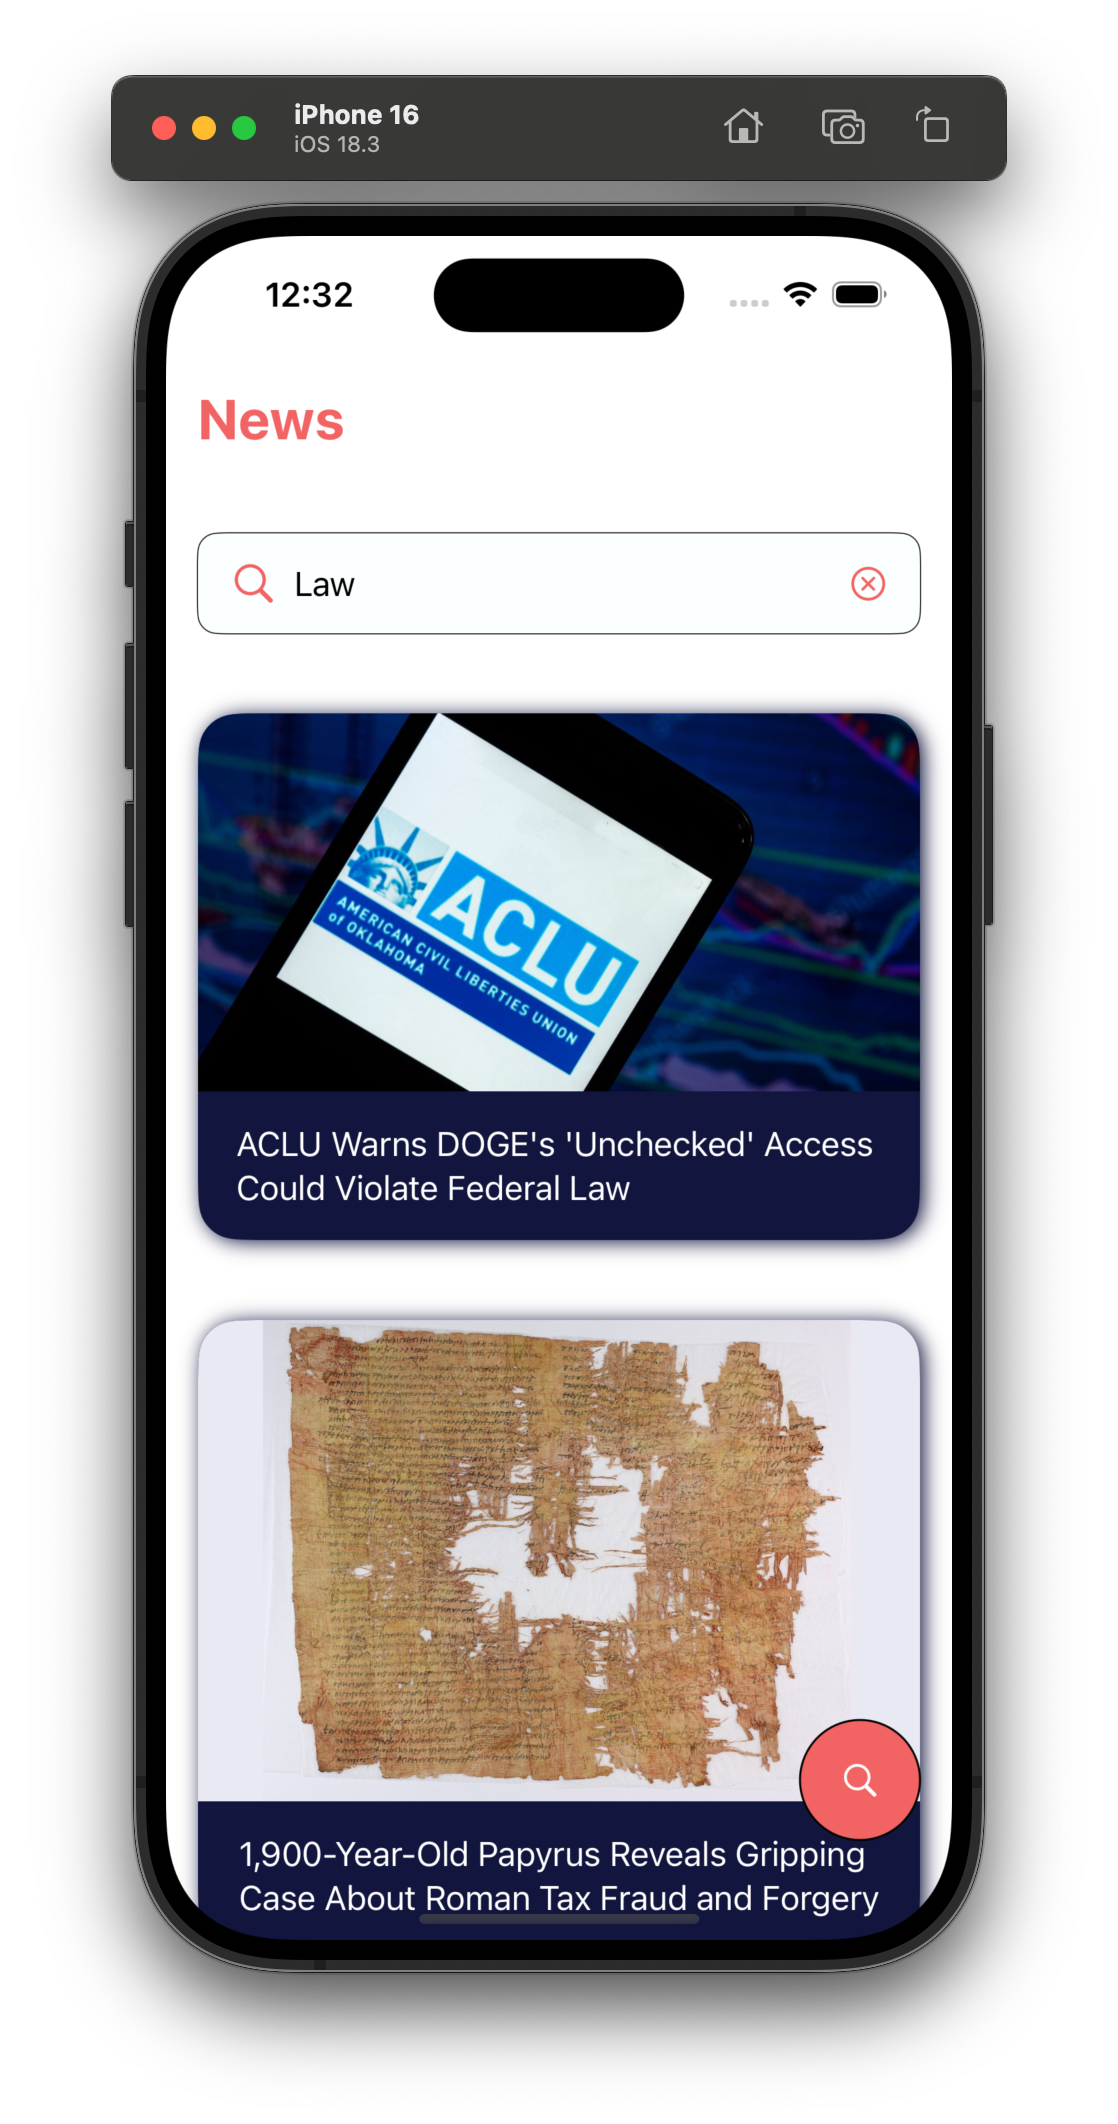 iPhone 16
iOS 18.3
12:32
News
Law
ACLU
AMERICAN CIVIL LIBERTIES UNION
of OKLAHOMA
ACLU Warns DOGE's 'Unchecked' Access
Could Violate Federal Law
1,900-Year-Old Papyrus Reveals Gripping
Case About Roman Tax Fraud and Forgery